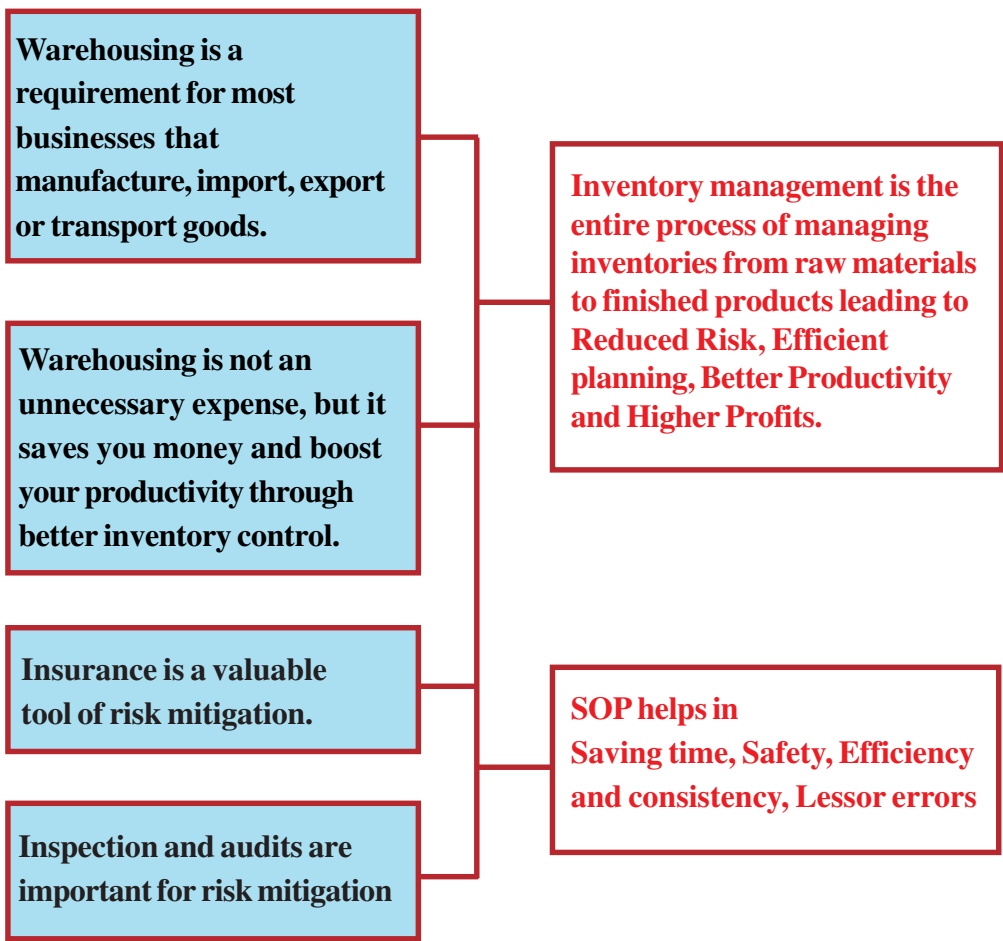 Warehousing is a
requirement for most
businesses that
manufacture, import, export
or transport goods.
Warehousing is not an
unnecessary expense, but it
saves you money and boost
your productivity through
better inventory control.
Insurance is a valuable
tool of risk mitigation.
Inspection and audits are
important for risk mitigation
Inventory management is the
entire process of managing
inventories from raw materials
to finished products leading to
Reduced Risk, Efficient
planning, Better Productivity
and Higher Profits.
SOP helps in
Saving time, Safety, Efficiency
and consistency, Lessor errors